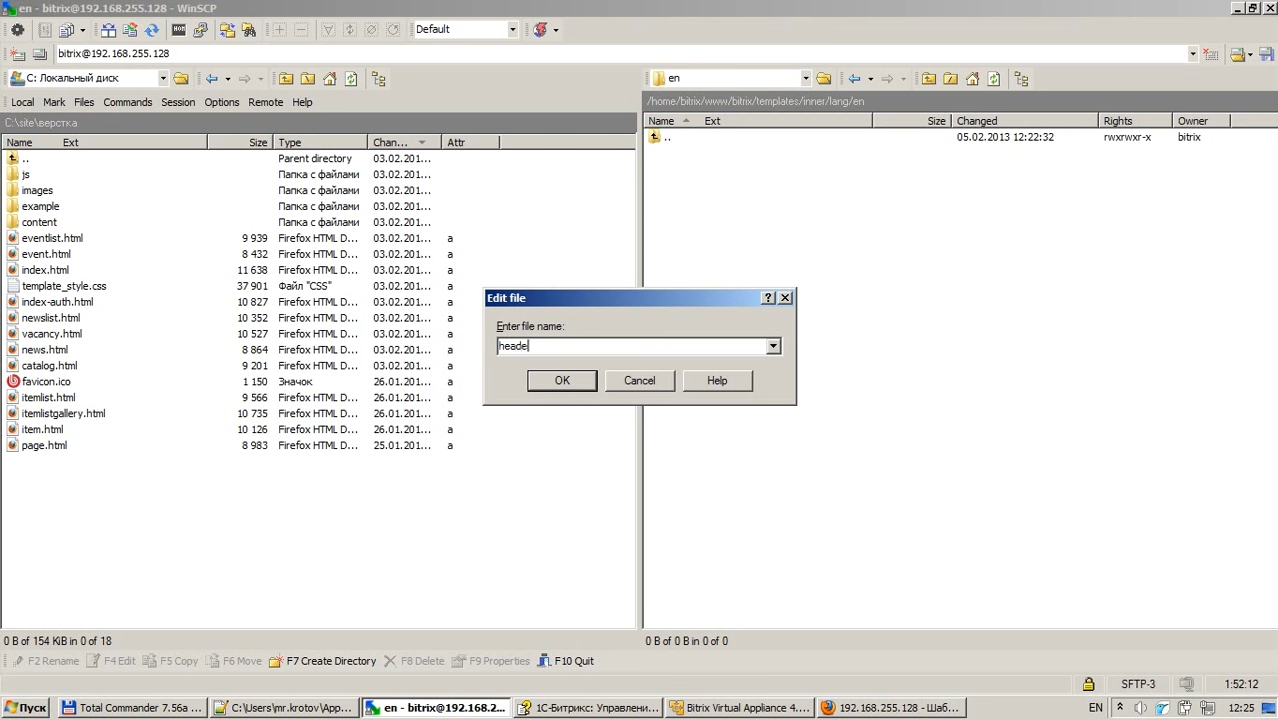 en - bitrix@192.168.255.128 - WinSCP
Default
bitrix@192.168.255.128
C: Локальный диск
en
Local Mark Files Commands Session Options Remote Help
/home/bitrix/www/bitrix/templates/inner/lang/en
C:\site\верстка
Name Ext Size Changed Rights Owner
.. 05.02.2013 12:22:32 rwxrwxr-x bitrix
Name Ext Size Type Chan... Attr
.. Parent directory 03.02.201...
js Папка с файлами 03.02.201...
images Папка с файлами 03.02.201...
example Папка с файлами 03.02.201...
content Папка с файлами 03.02.201...
eventlist.html 9 939 Firefox HTML D... 03.02.201... a
event.html 8 432 Firefox HTML D... 03.02.201... a
index.html 11 638 Firefox HTML D... 03.02.201... a
template_style.css 37 901 Файл "CSS" 03.02.201... a
index-auth.html 10 827 Firefox HTML D... 03.02.201... a
newslist.html 10 352 Firefox HTML D... 03.02.201... a
vacancy.html 10 527 Firefox HTML D... 03.02.201... a
news.html 8 864 Firefox HTML D... 03.02.201... a
catalog.html 9 201 Firefox HTML D... 03.02.201... a
favicon.ico 1 150 Значок 26.01.201... a
itemlist.html 9 566 Firefox HTML D... 26.01.201... a
itemlistgallery.html 10 735 Firefox HTML D... 26.01.201... a
item.html 10 126 Firefox HTML D... 26.01.201... a
page.html 8 983 Firefox HTML D... 25.01.201... a
Edit file
Enter file name:
heade
OK Cancel Help
0 B of 154 KiB in 0 of 18
0 B of 0 B in 0 of 0
F2 Rename F4 Edit F5 Copy F6 Move F7 Create Directory F8 Delete F9 Properties F10 Quit
SFTP-3 1:52:12
Пуск Total Commander 7.56a ... C:\Users\mr.krotov\App... en - bitrix@192.168.2... 1С-Битрикс: Управлени... Bitrix Virtual Appliance 4.... 192.168.255.128 - Шаб... EN 12:25